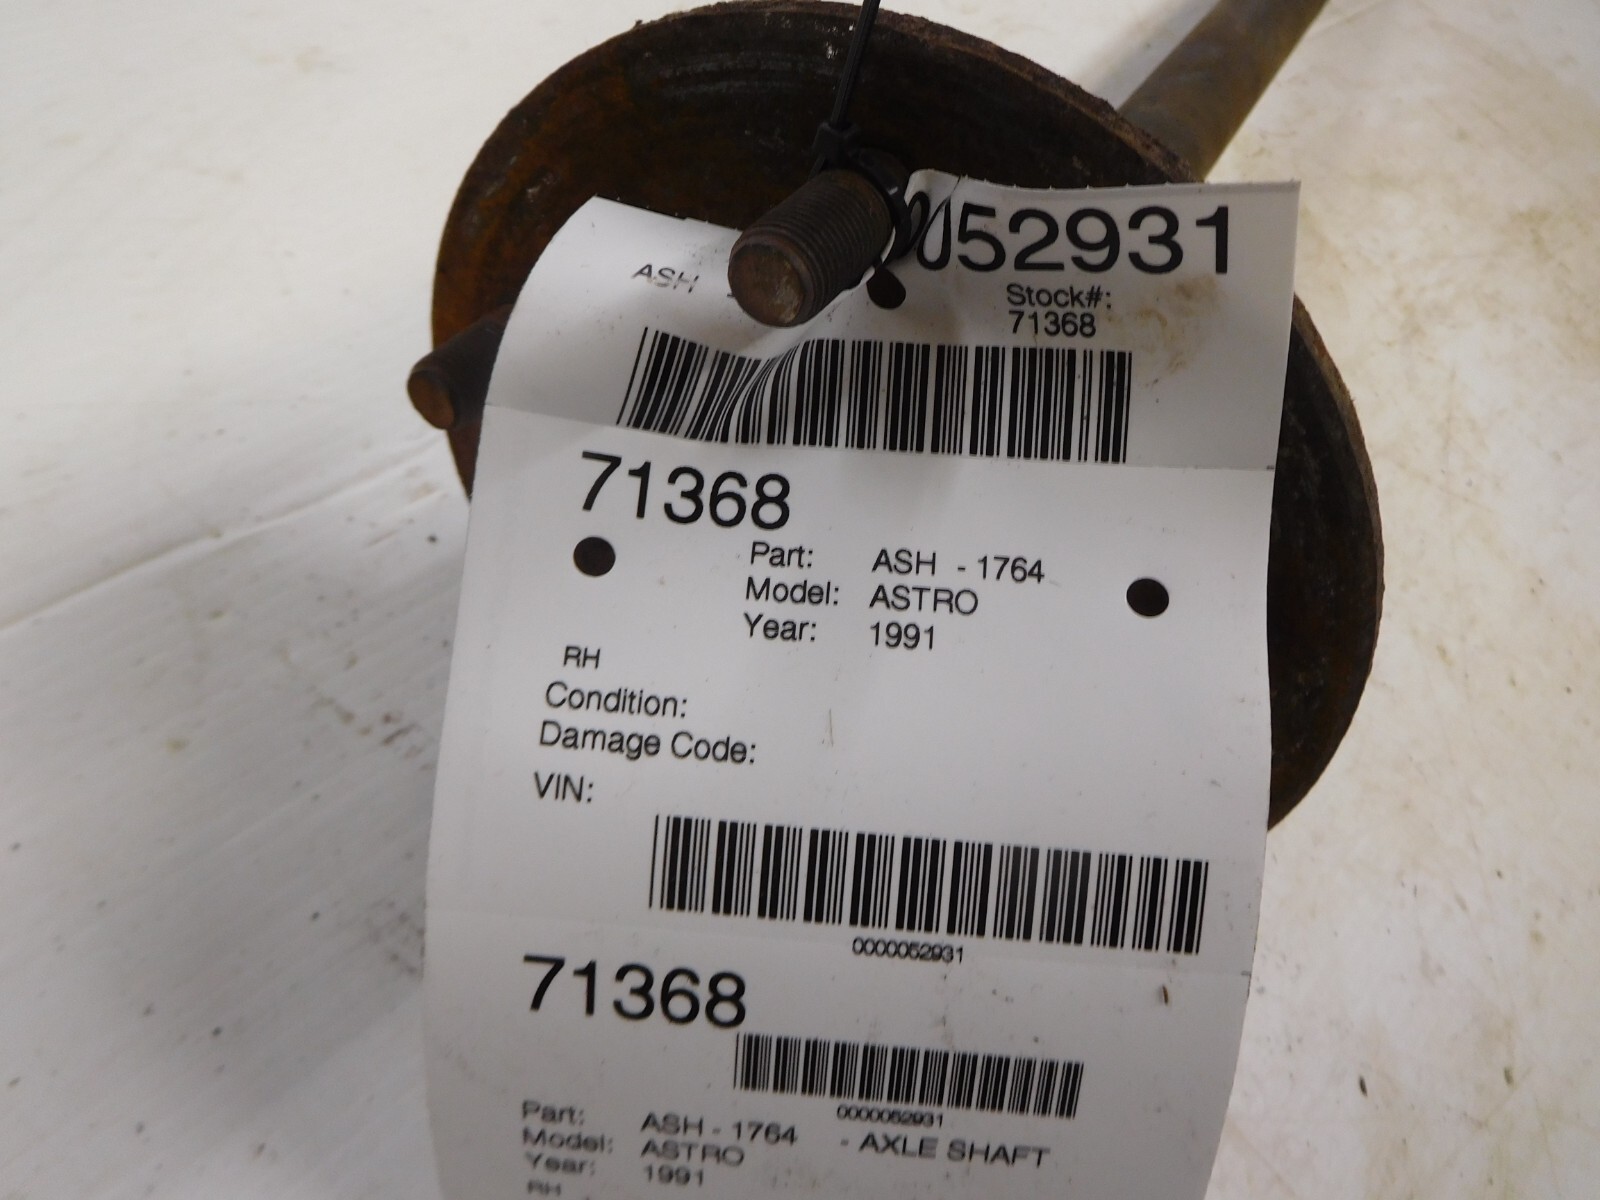 052931
ASH
Stock#:
71368
71368
Part: ASH - 1764
Model: ASTRO
Year: 1991
RH
Condition:
Damage Code:
VIN:
0000052931
71368
0000052931
Part: ASH - 1764 - AXLE SHAFT
Model: ASTRO
Year: 1991
RH